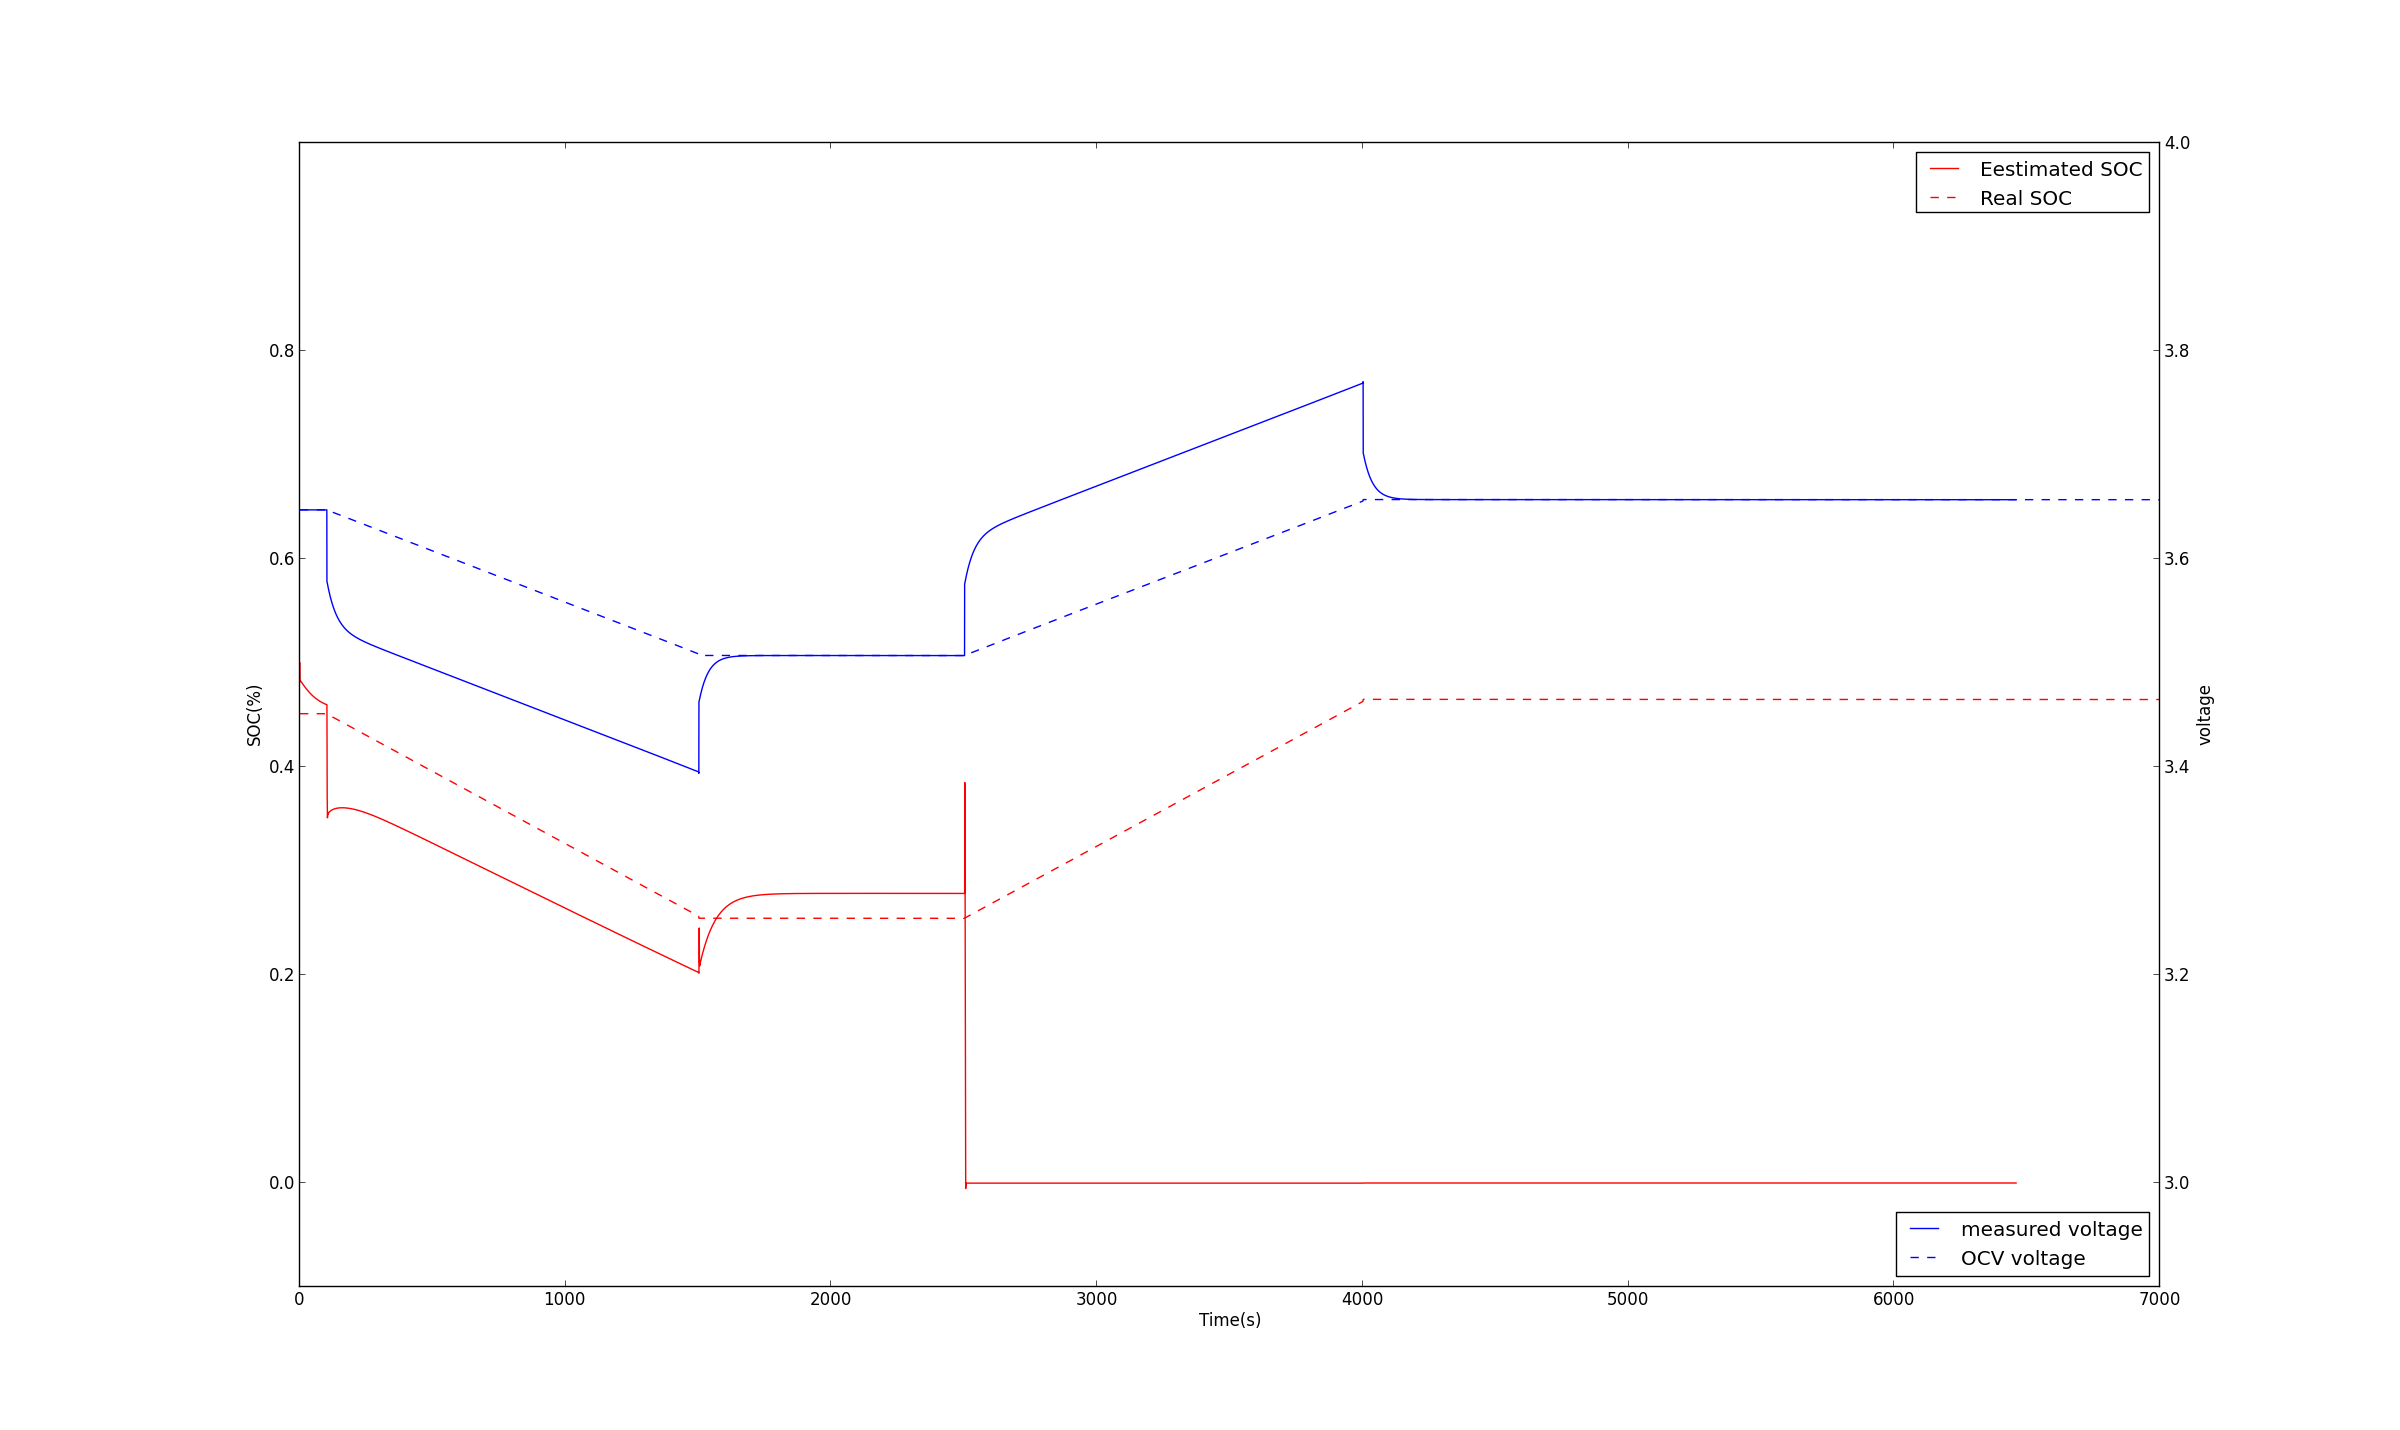 4.0
Eestimated SOC
Real SOC
0.8
3.8
0.6
3.6
SOC(%)
voltage
0.4
3.4
0.2
3.2
0.0
3.0
measured voltage
OCV voltage
0 1000 2000 3000 4000 5000 6000 7000
Time(s)